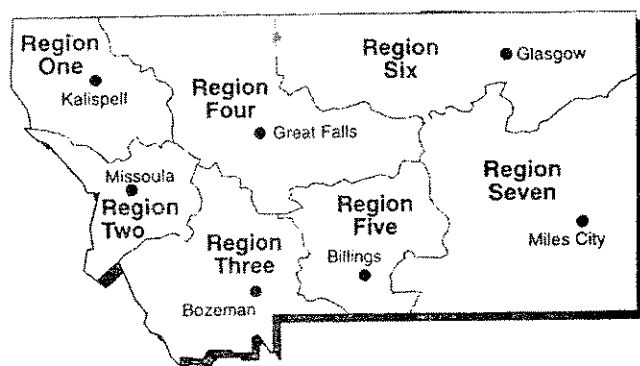 Region
One
Kalispell
Region
Four
Great Falls
Region
Six
Glasgow
Missoula
Region
Two
Region
Three
Bozeman
Region
Five
Billings
Region
Seven
Miles City